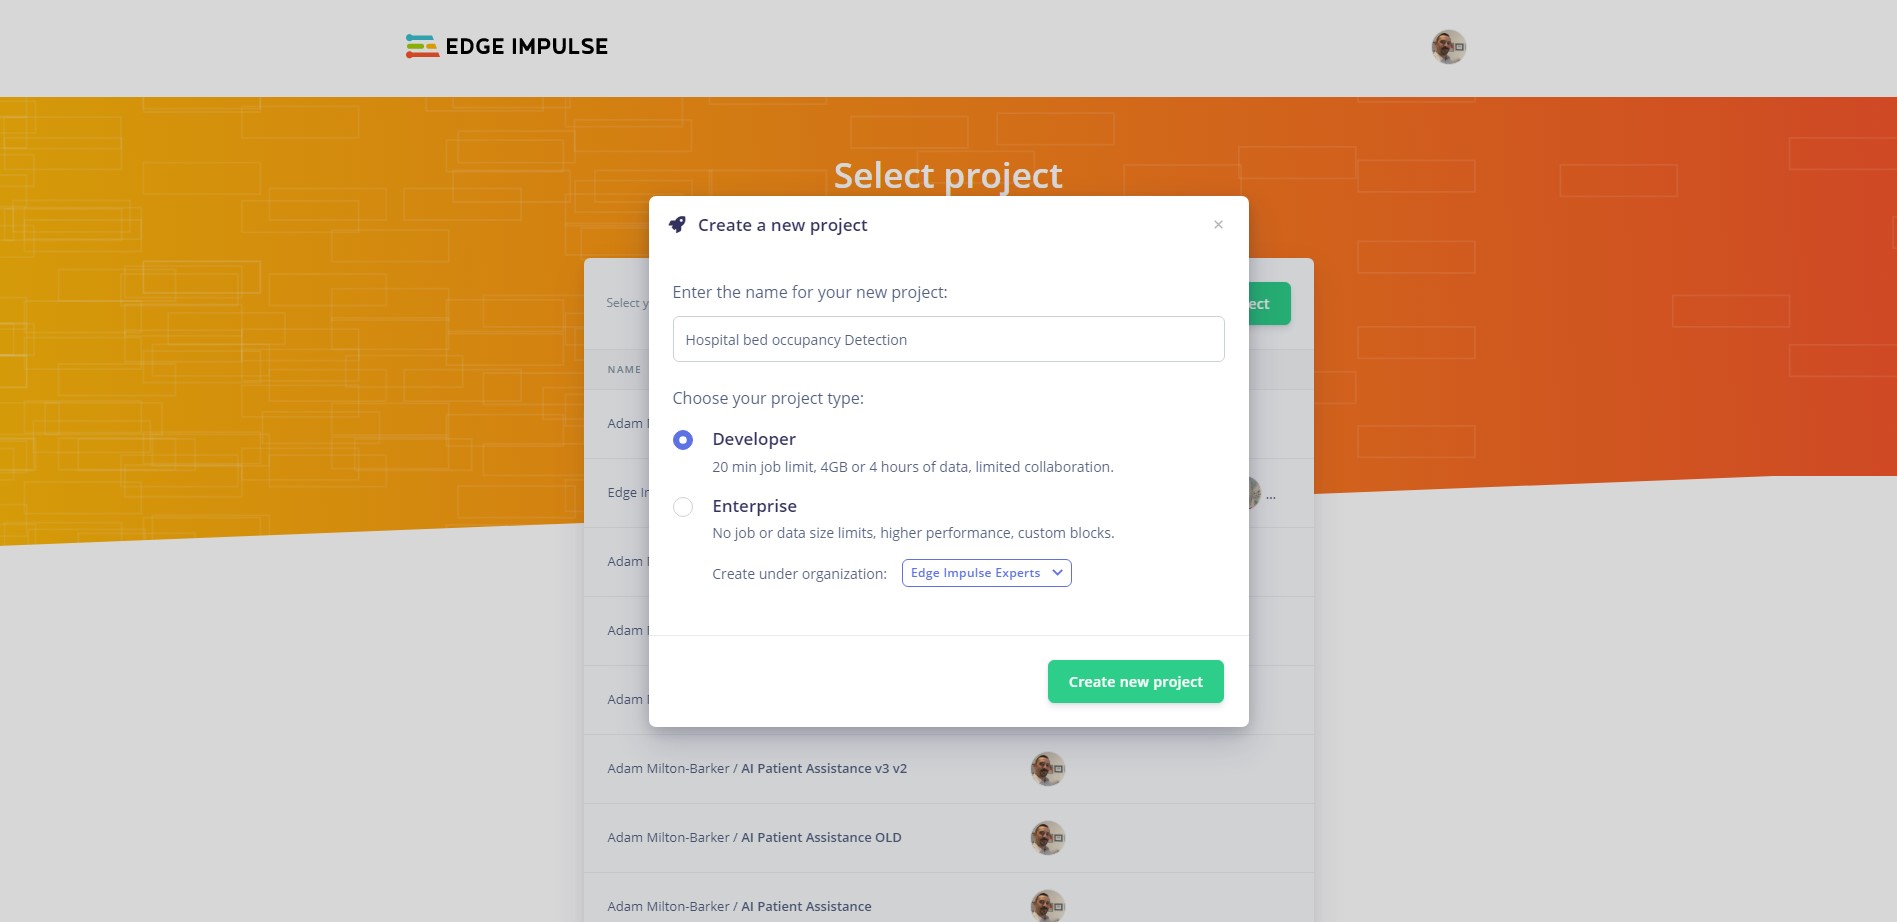 EDGE IMPULSE
Select project
Create a new project
×
Select y
ect
Enter the name for your new project:
Hospital bed occupancy Detection
NAME
Choose your project type:
Adam
Developer
20 min job limit, 4GB or 4 hours of data, limited collaboration.
Edge
...
Enterprise
No job or data size limits, higher performance, custom blocks.
Adam
Create under organization:
Edge Impulse Experts
Adam
Create new project
Adam
Adam Milton-Barker / AI Patient Assistance v3 v2
Adam Milton-Barker / AI Patient Assistance OLD
Adam Milton-Barker / AI Patient Assistance